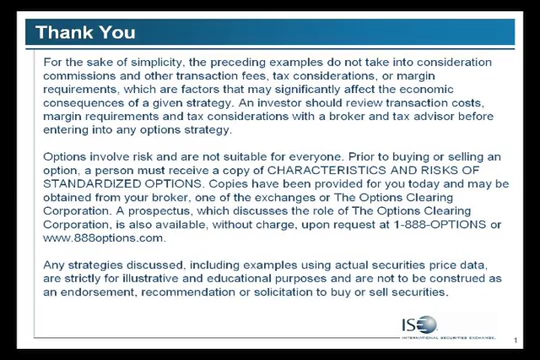 Thank You
For the sake of simplicity, the preceding examples do not take into consideration
commissions and other transaction fees, tax considerations, or margin
requirements, which are factors that may significantly affect the economic
consequences of a given strategy. An investor should review transaction costs,
margin requirements and tax considerations with a broker and tax advisor before
entering into any options strategy.
Options involve risk and are not suitable for everyone. Prior to buying or selling an
option, a person must receive a copy of CHARACTERISTICS AND RISKS OF
STANDARDIZED OPTIONS. Copies have been provided for you today and may be
obtained from your broker, one of the exchanges or The Options Clearing
Corporation. A prospectus, which discusses the role of The Options Clearing
Corporation, is also available, without charge, upon request at 1-888-OPTIONS or
www.888options.com.
Any strategies discussed, including examples using actual securities price data,
are strictly for illustrative and educational purposes and are not to be construed as
an endorsement, recommendation or solicitation to buy or sell securities.
ISE
INTERNATIONAL SECURITIES EXCHANGE.
1